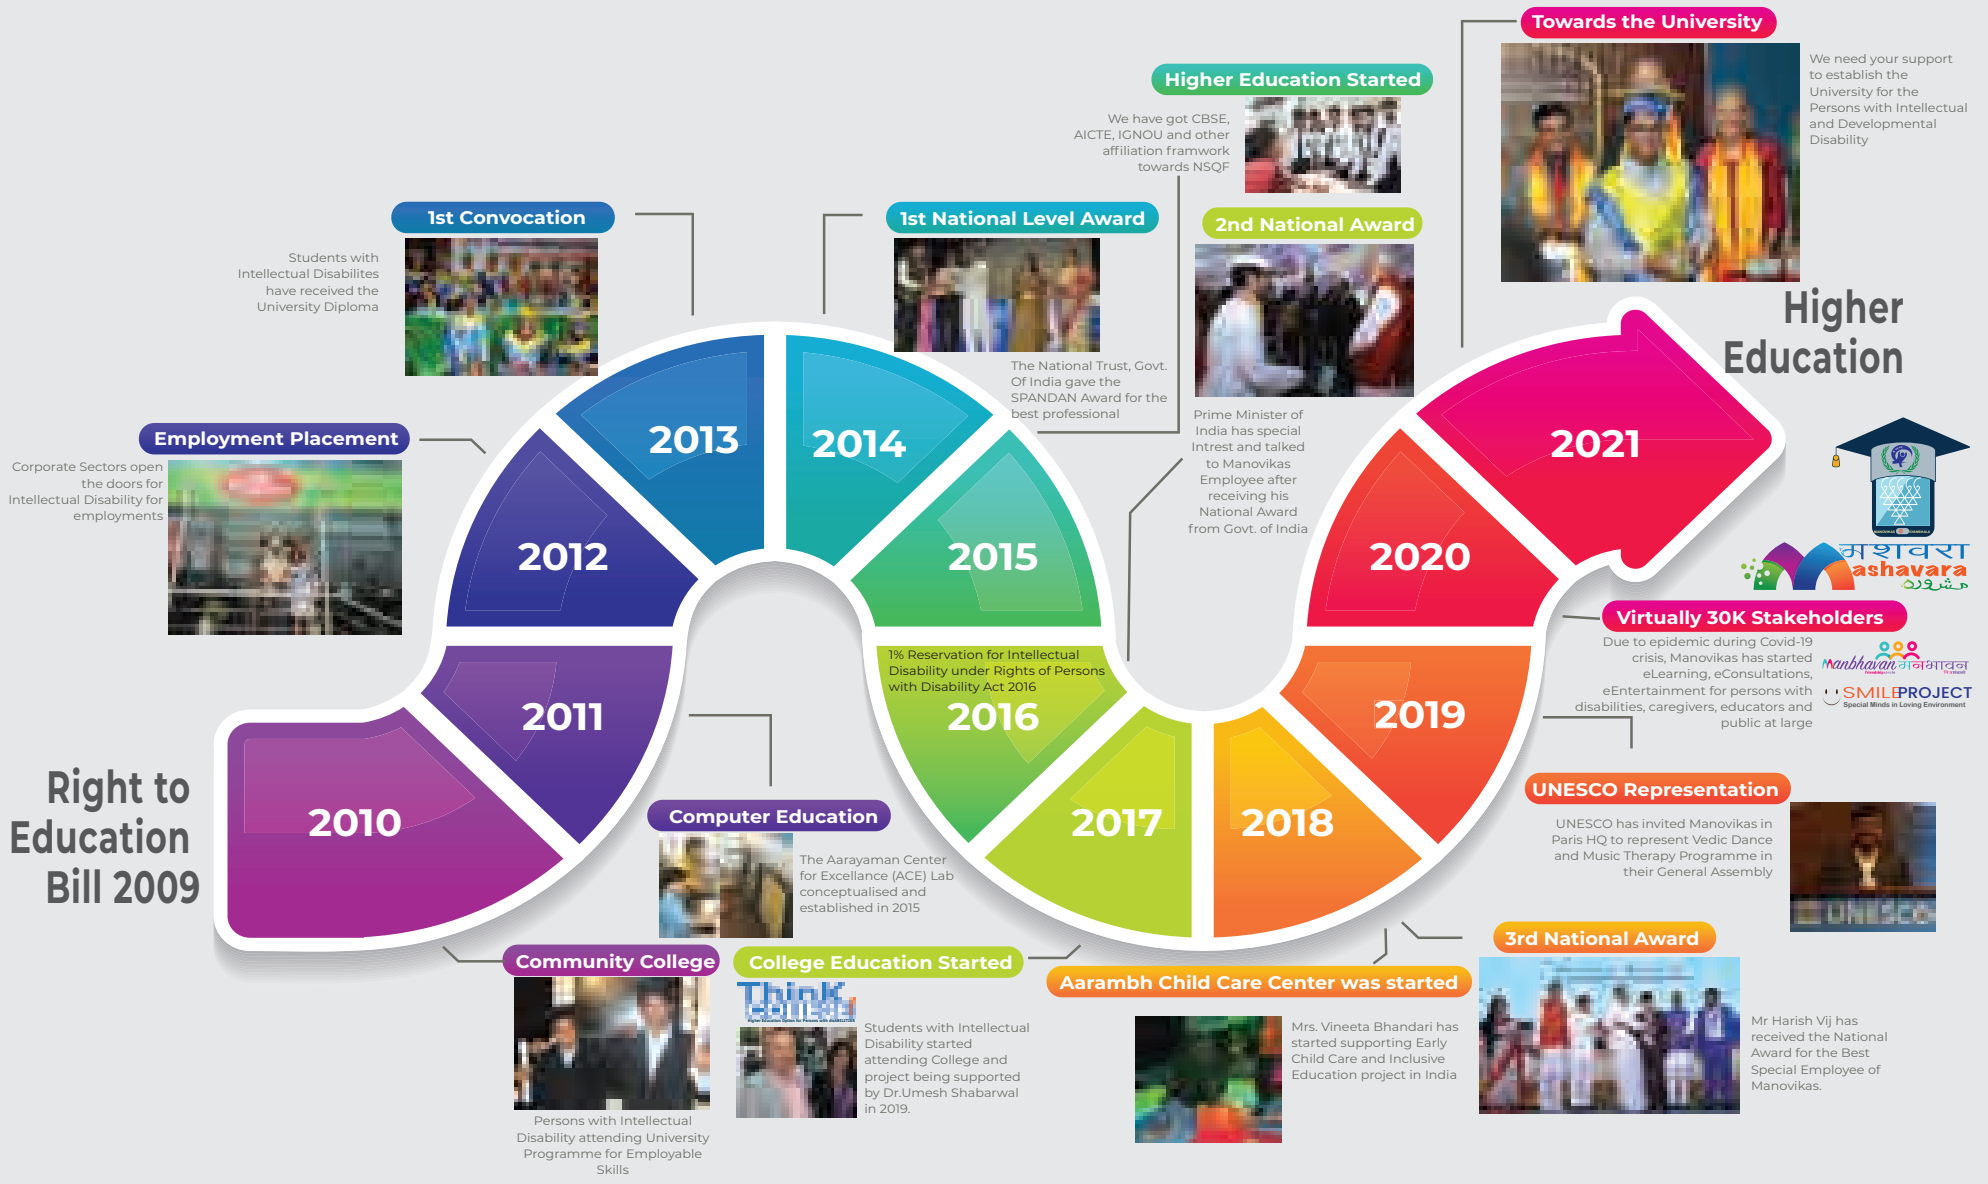 Right to
Education
Bill 2009
2010
Community College
Persons with Intellectual
Disability attending University
Programme for Employable
Skills
2011
Computer Education
The Aarayaman Center
for Excellance (ACE) Lab
conceptualised and
established in 2015
2012
Employment Placement
Corporate Sectors open
the doors for
Intellectual Disability for
employments
2013
1st Convocation
Students with
Intellectual Disabilites
have received the
University Diploma
2014
1st National Level Award
The National Trust, Govt.
Of India gave the
SPANDAN Award for the
best professional
2015
Higher Education Started
We have got CBSE,
AICTE, IGNOU and other
affiliation framwork
towards NSQF
1% Reservation for Intellectual
Disability under Rights of Persons
with Disability Act 2016
2016
2nd National Award
Prime Minister of
India has special
Intrest and talked
to Manovikas
Employee after
receiving his
National Award
from Govt. of India
2017
College Education Started
Think
College
Higher Education Option for Persons with disABILITIES
Students with Intellectual
Disability started
attending College and
project being supported
by Dr.Umesh Shabarwal
in 2019.
2018
Aarambh Child Care Center was started
Mrs. Vineeta Bhandari has
started supporting Early
Child Care and Inclusive
Education project in India
3rd National Award
Mr Harish Vij has
received the National
Award for the Best
Special Employee of
Manovikas.
2019
UNESCO Representation
UNESCO has invited Manovikas in
Paris HQ to represent Vedic Dance
and Music Therapy Programme in
their General Assembly
UNESCO
2020
Virtually 30K Stakeholders
Due to epidemic during Covid-19
crisis, Manovikas has started
eLearning, eConsultations,
eEntertainment for persons with
disabilities, caregivers, educators and
public at large
Manbhavan मनभावन
SMILE PROJECT
Special Minds in Loving Environment
2021
Towards the University
We need your support
to establish the
University for the
Persons with Intellectual
and Developmental
Disability
Higher
Education
मशवरा
ashavara
مشورہ